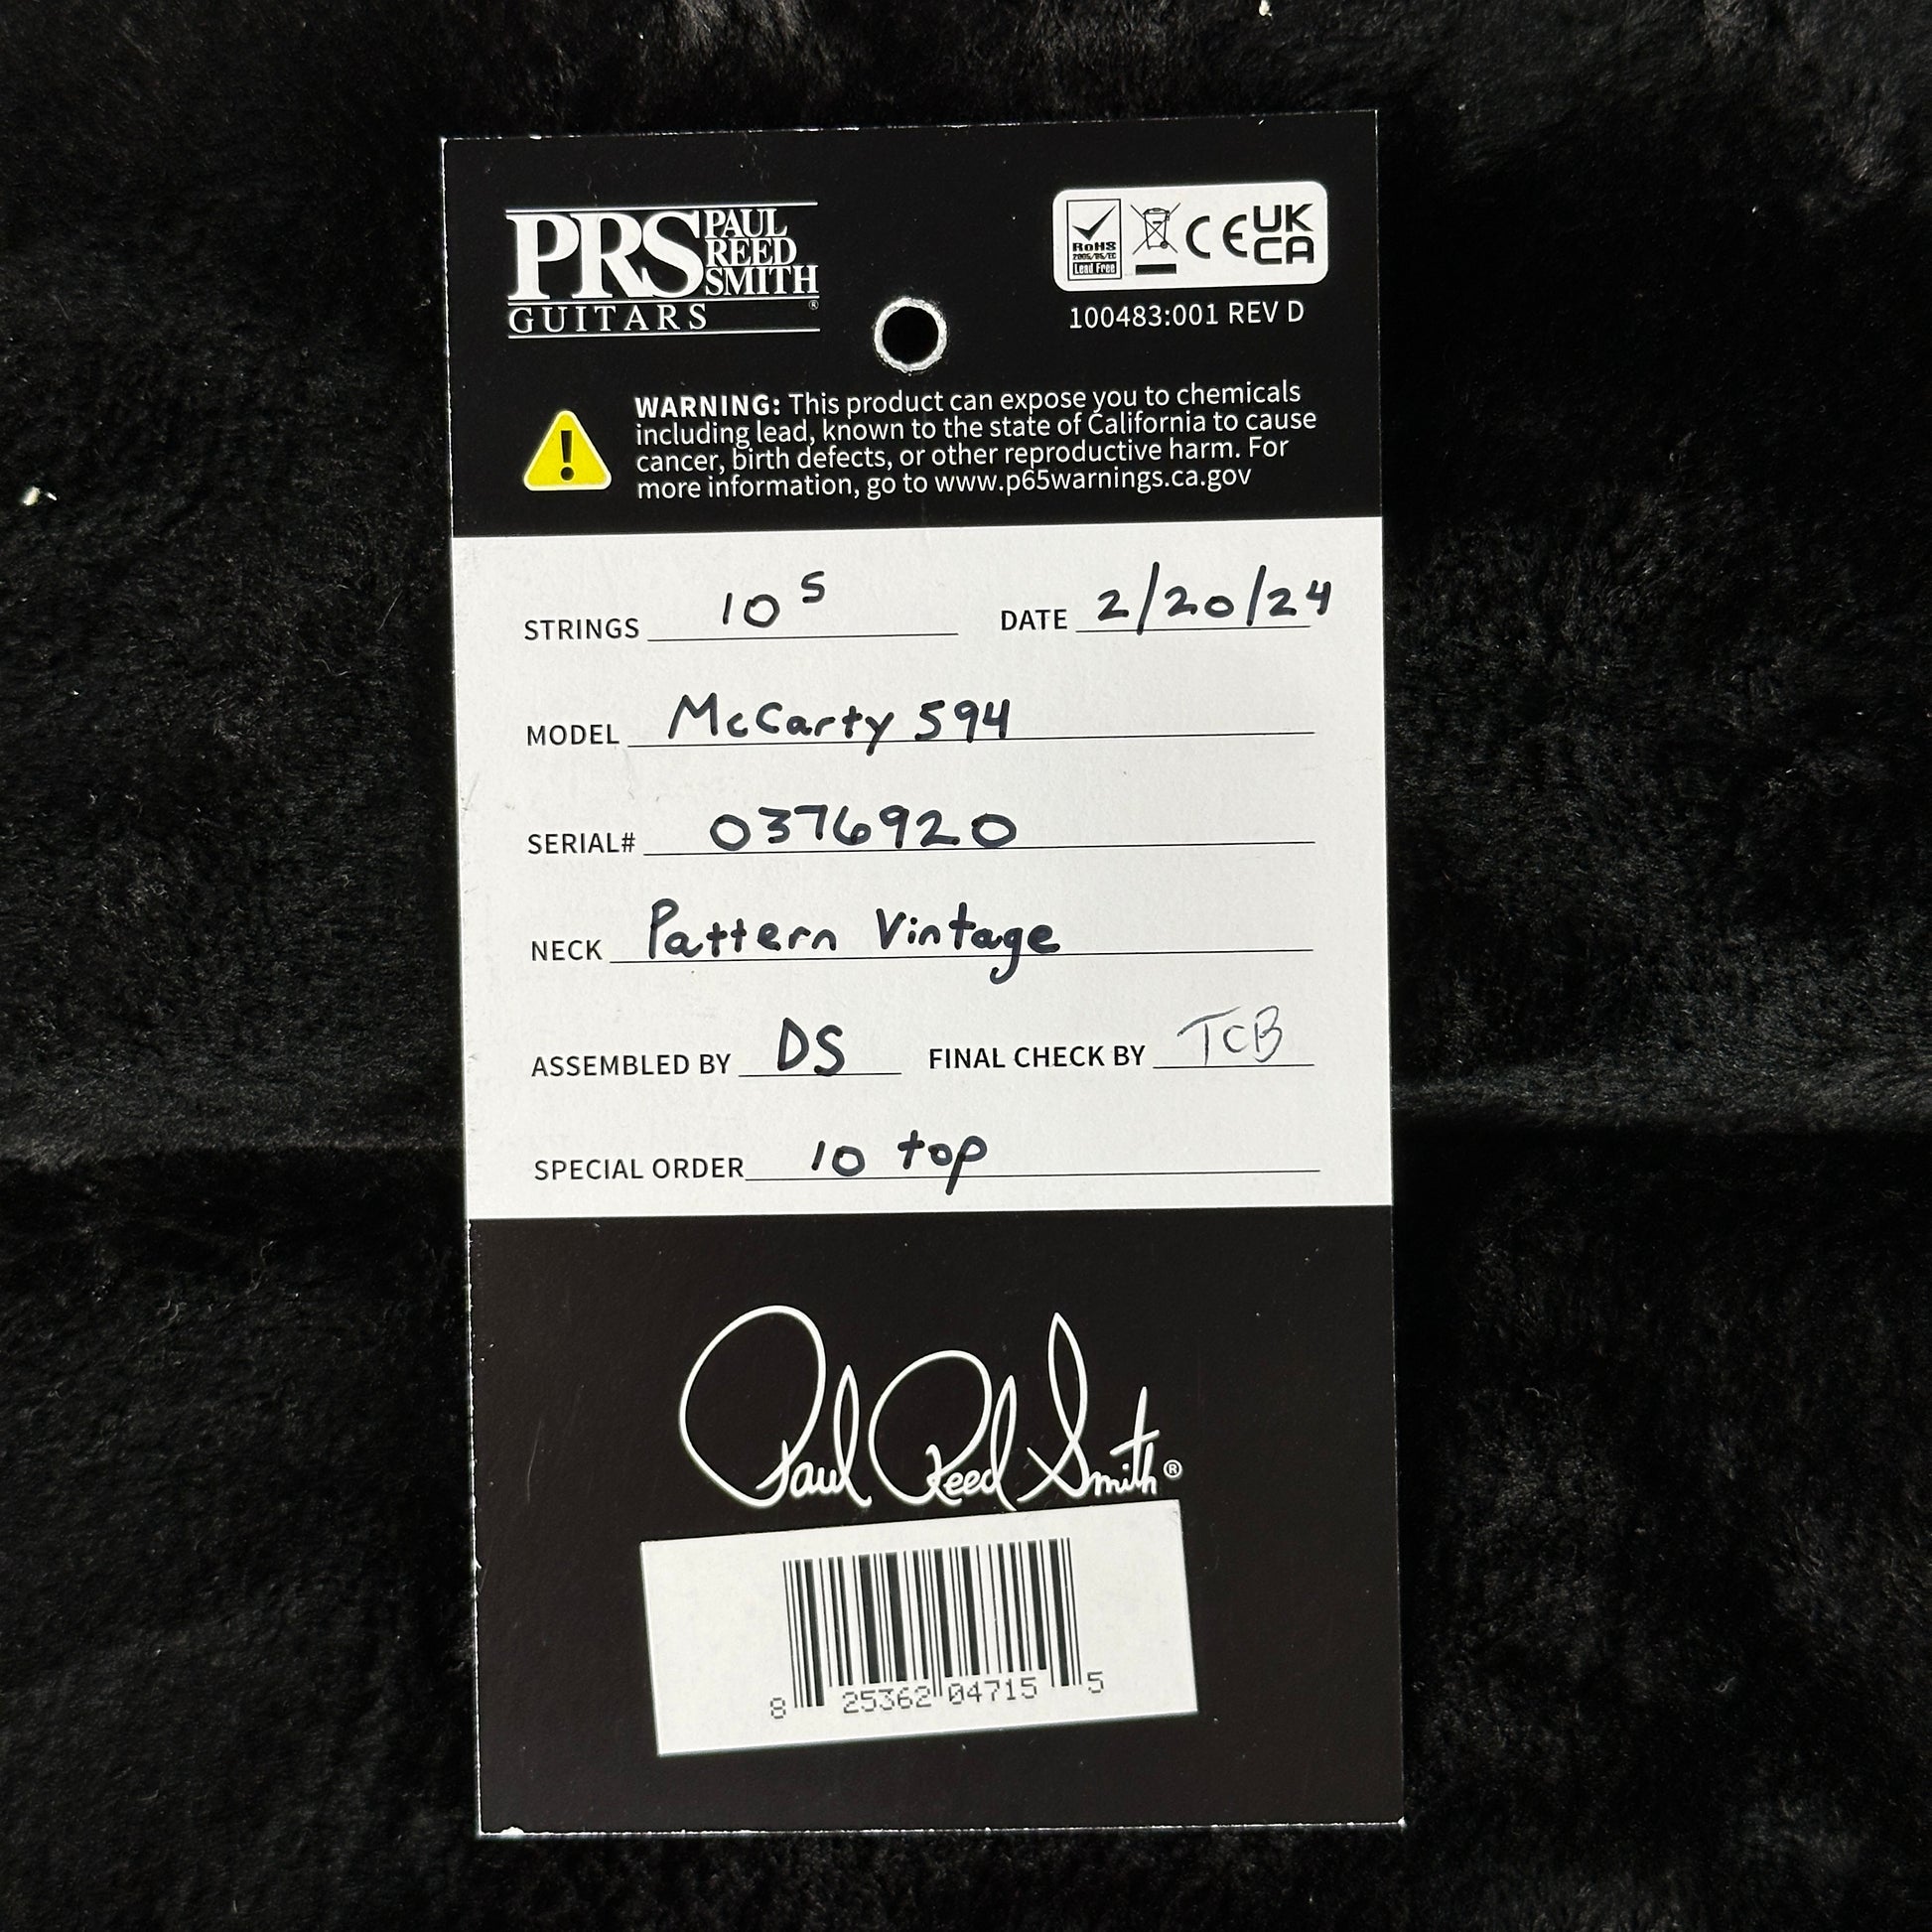 PRS PAUL REED SMITH
GUITARS ®
RoHS
2005/95/EC
Lead Free
CE UK CA
100483:001 REV D
WARNING: This product can expose you to chemicals
including lead, known to the state of California to cause
cancer, birth defects, or other reproductive harm. For
more information, go to www.p65warnings.ca.gov
STRINGS 10s DATE 2/20/24
MODEL McCarty 594
SERIAL# 0376920
NECK Pattern Vintage
ASSEMBLED BY DS FINAL CHECK BY TCB
SPECIAL ORDER 10 top
Paul Reed Smith ®
8 25362 04715 5